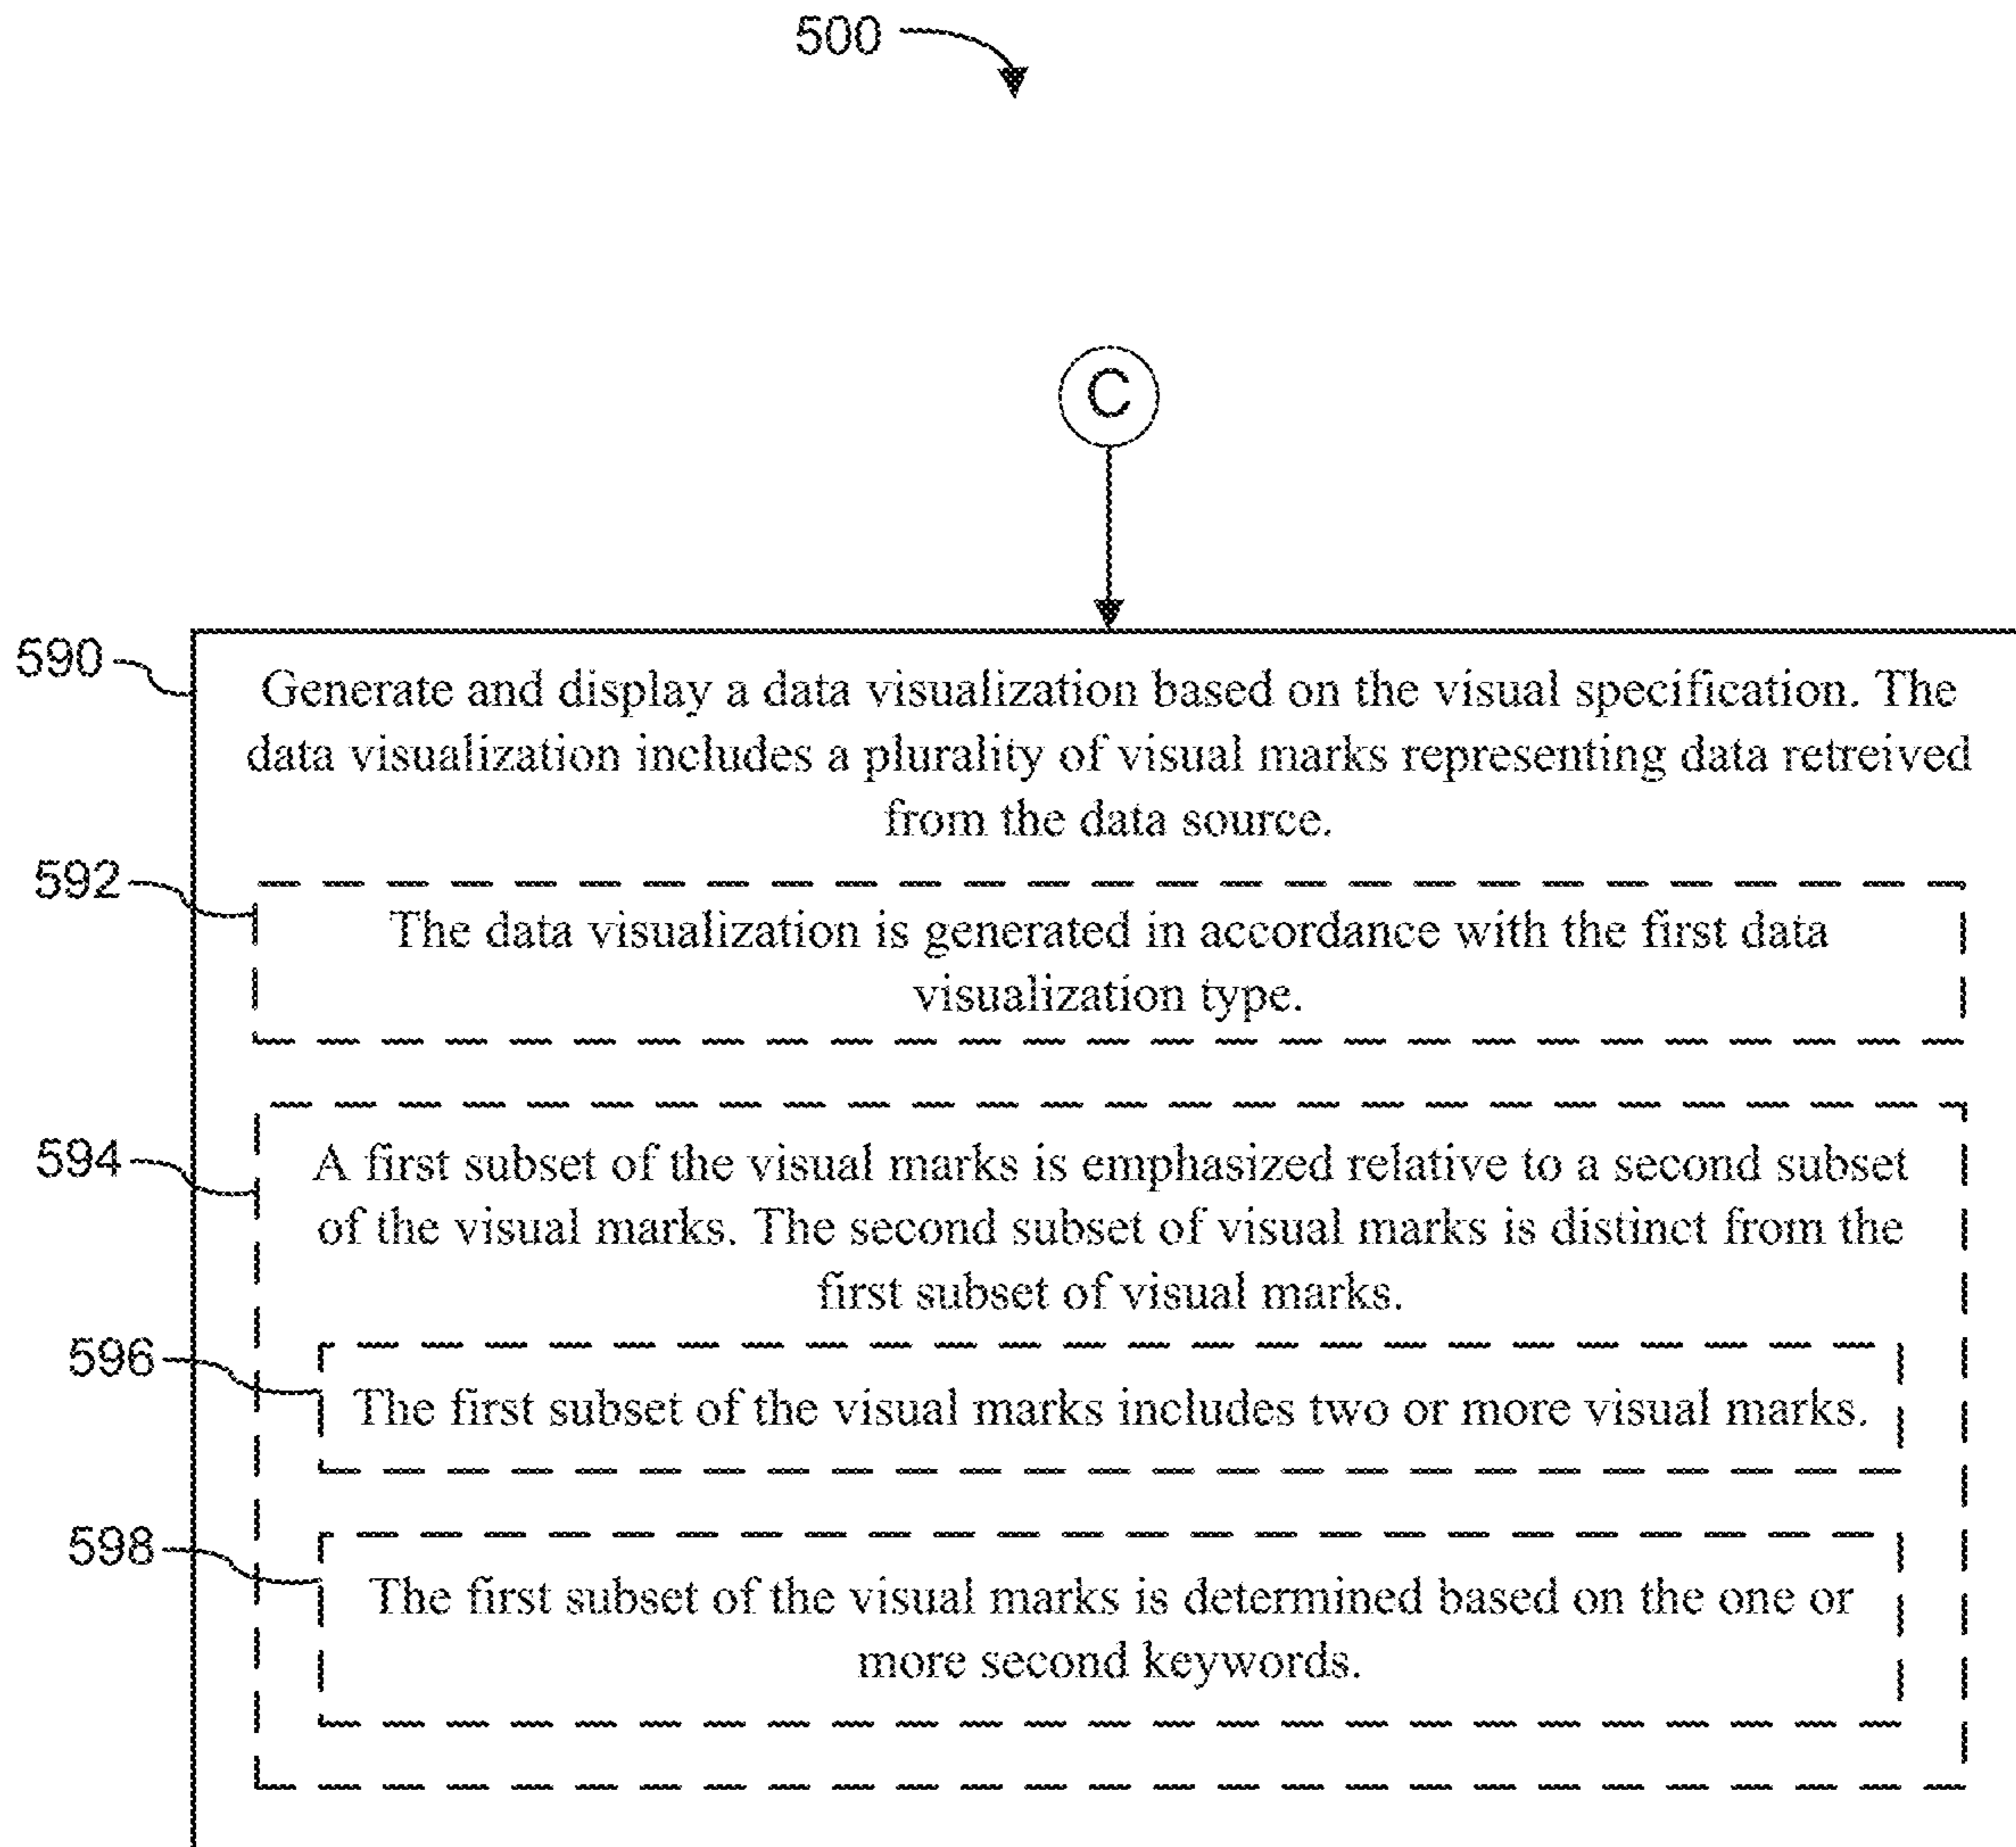 500
C
590
Generate and display a data visualization based on the visual specification. The
data visualization includes a plurality of visual marks representing data retreived
from the data source.
592
The data visualization is generated in accordance with the first data
visualization type.
594
A first subset of the visual marks is emphasized relative to a second subset
of the visual marks. The second subset of visual marks is distinct from the
first subset of visual marks.
596
The first subset of the visual marks includes two or more visual marks.
598
The first subset of the visual marks is determined based on the one or
more second keywords.